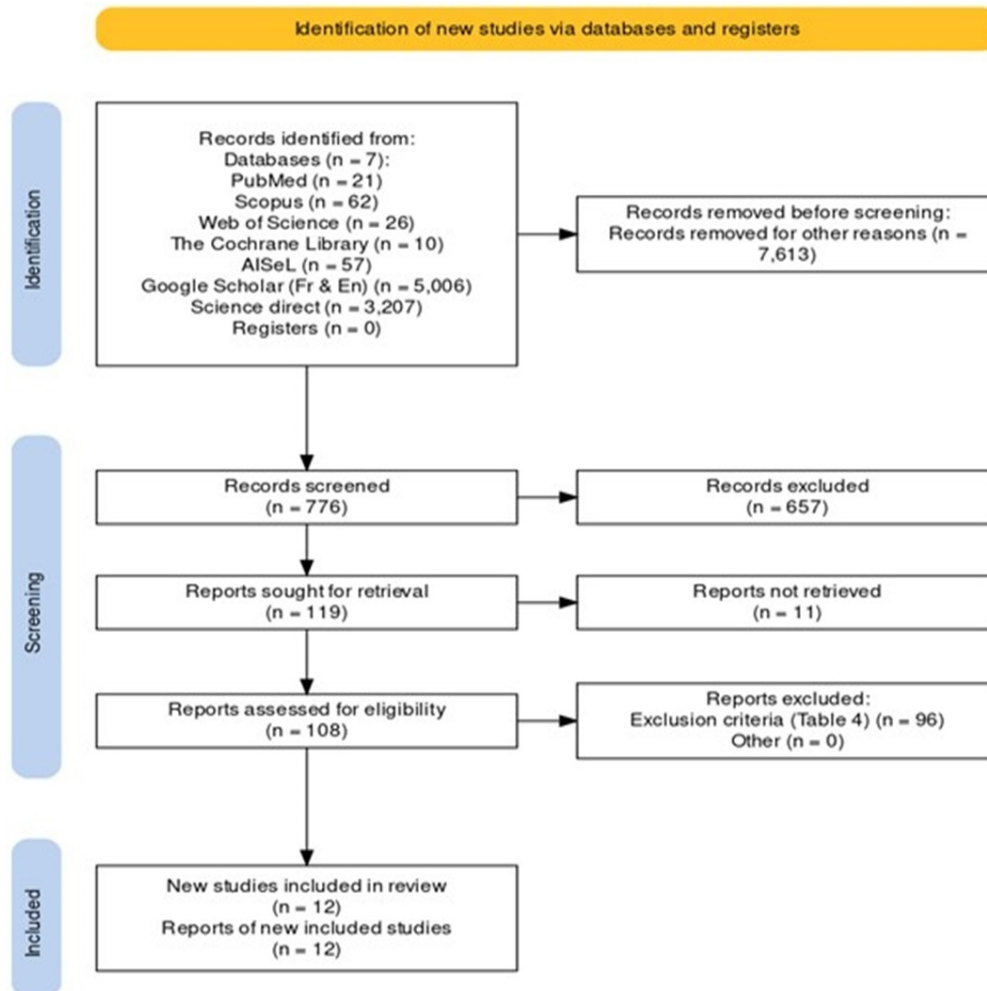 Identification of new studies via databases and registers
Identification
Records identified from:
Databases (n = 7):
PubMed (n = 21)
Scopus (n = 62)
Web of Science (n = 26)
The Cochrane Library (n = 10)
AISeL (n = 57)
Google Scholar (Fr & En) (n = 5,006)
Science direct (n = 3,207)
Registers (n = 0)
Records removed before screening:
Records removed for other reasons (n =
7,613)
Screening
Records screened
(n = 776)
Records excluded
(n = 657)
Reports sought for retrieval
(n = 119)
Reports not retrieved
(n = 11)
Reports assessed for eligibility
(n = 108)
Reports excluded:
Exclusion criteria (Table 4) (n = 96)
Other (n = 0)
Included
New studies included in review
(n = 12)
Reports of new included studies
(n = 12)